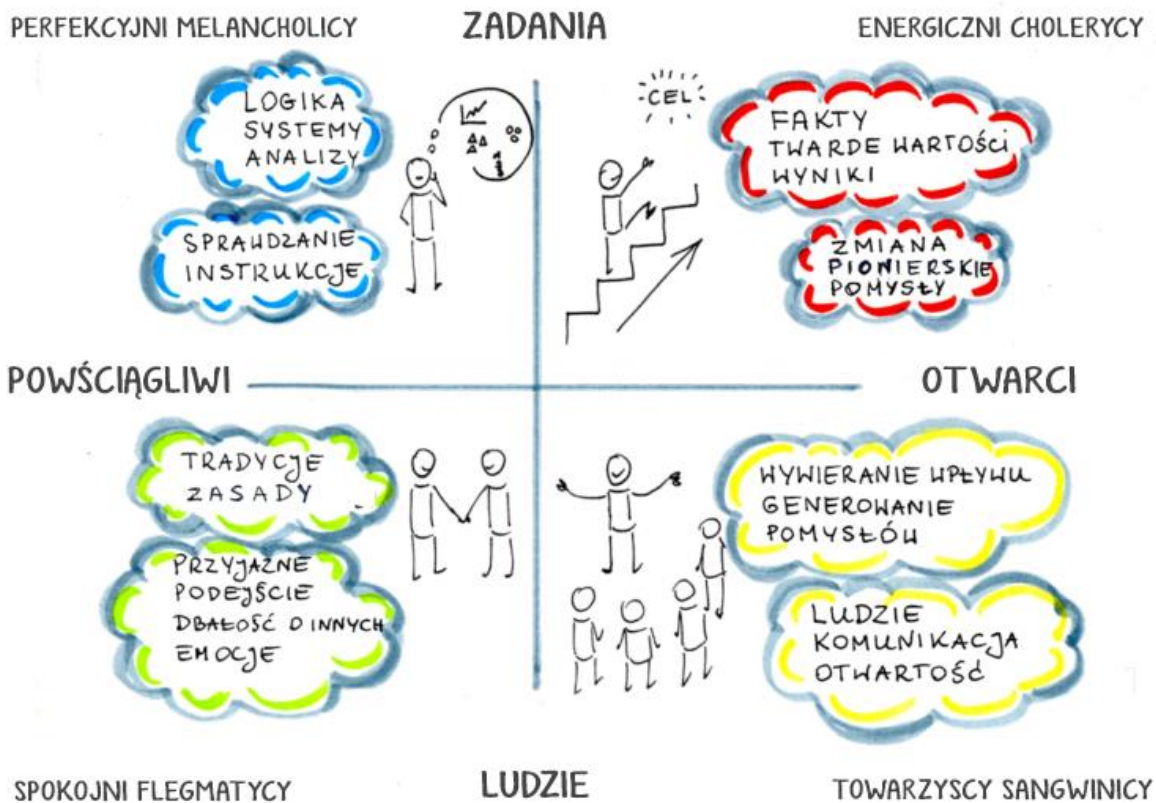 PERFEKCYJNI MELANCHOLICY
ZADANIA
ENERGICZNI CHOLERYCY
LOGIKA
SYSTEMY
ANALIZY
SPRAWDZANIE
INSTRUKCJE
CEL
FAKTY
TWARDE WARTOŚCI
WYNIKI
ZMIANA
PIONIERSKIE
POMYSŁY
POWŚCIĄGLIWI
OTWARCI
TRADYCJE
ZASADY
PRZYJAZNE
PODEJŚCIE
DBAŁOŚĆ O INNYCH
EMOCJE
WYWIERANIE WPŁYWU
GENEROWANIE
POMYSŁÓW
LUDZIE
KOMUNIKACJA
OTWARTOŚĆ
SPOKOJNI FLEGMATYCY
LUDZIE
TOWARZYSCY SANGWINICY